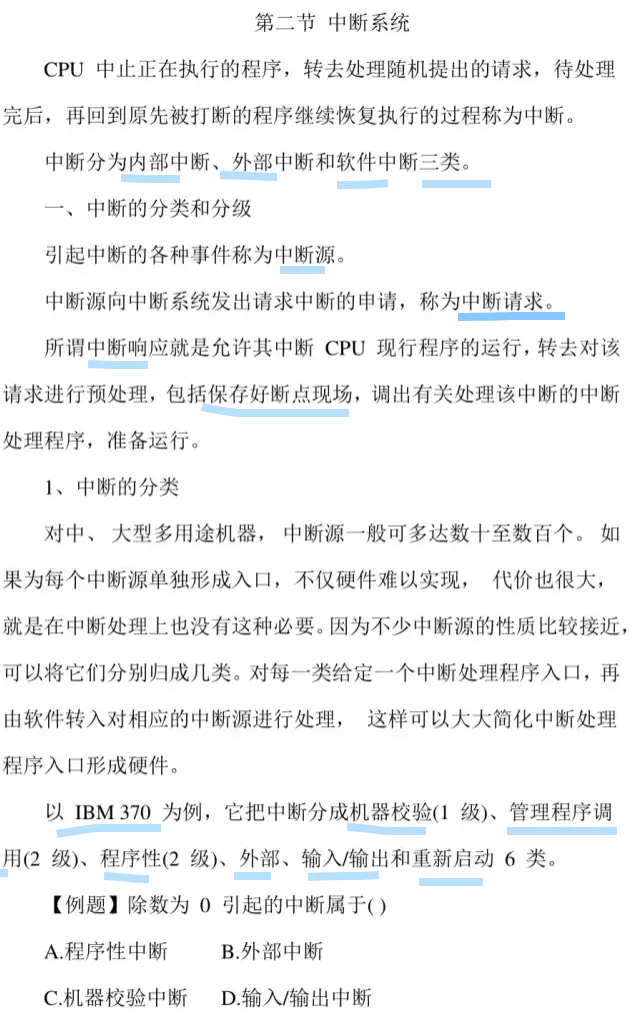 第二节 中断系统
CPU 中止正在执行的程序，转去处理随机提出的请求，待处理
完后，再回到原先被打断的程序继续恢复执行的过程称为中断。
中断分为内部中断、外部中断和软件中断三类。
一、中断的分类和分级
引起中断的各种事件称为中断源。
中断源向中断系统发出请求中断的申请，称为中断请求。
所谓中断响应就是允许其中断 CPU 现行程序的运行，转去对该
请求进行预处理，包括保存好断点现场，调出有关处理该中断的中断
处理程序，准备运行。
1、中断的分类
对中、 大型多用途机器， 中断源一般可多达数十至数百个。 如
果为每个中断源单独形成入口，不仅硬件难以实现， 代价也很大，
就是在中断处理上也没有这种必要。因为不少中断源的性质比较接近，
可以将它们分别归成几类。对每一类给定一个中断处理程序入口，再
由软件转入对相应的中断源进行处理， 这样可以大大简化中断处理
程序入口形成硬件。
以 IBM 370 为例，它把中断分成机器校验(1 级)、管理程序调
用(2 级)、程序性(2 级)、外部、输入/输出和重新启动 6 类。
【例题】除数为 0 引起的中断属于( )
A.程序性中断 B.外部中断
C.机器校验中断 D.输入/输出中断